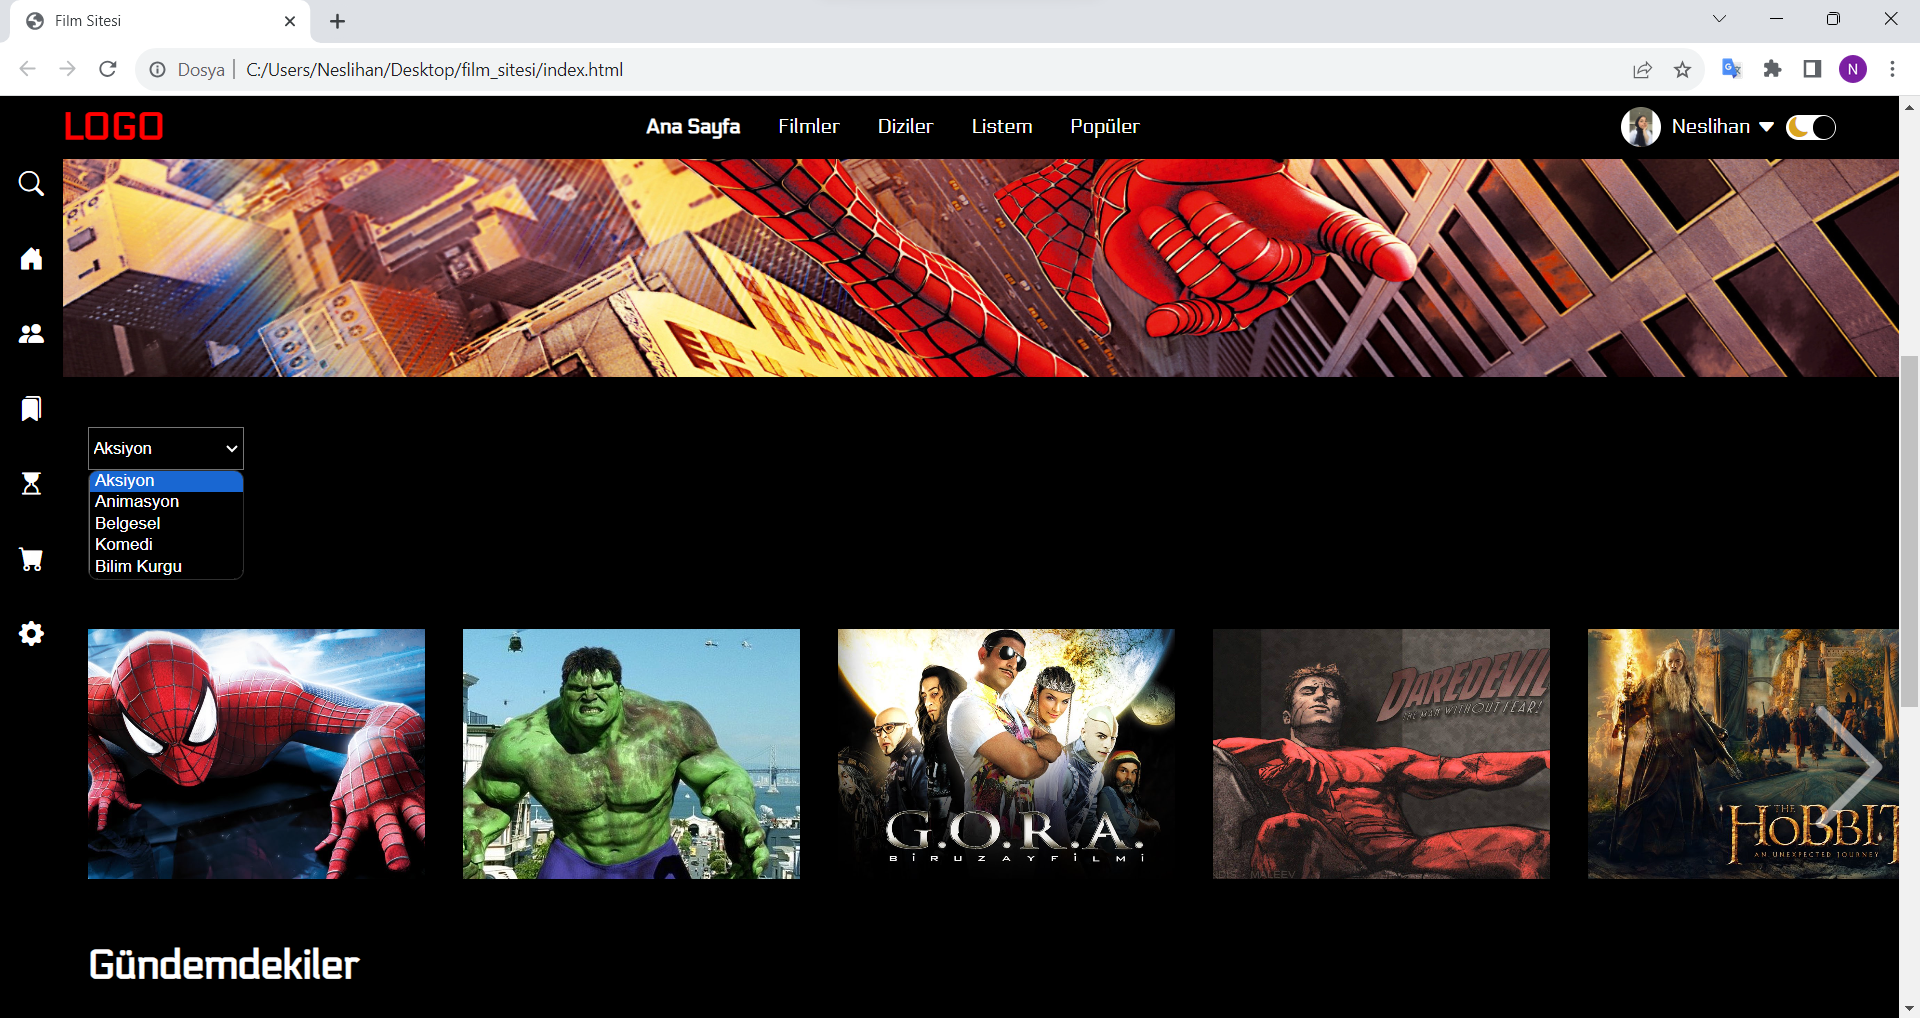 Film Sitesi
Dosya
C:/Users/Neslihan/Desktop/film_sitesi/index.html
N
LOGO
Ana Sayfa
Filmler
Diziler
Listem
Popüler
Neslihan
Aksiyon
Aksiyon
Animasyon
Belgesel
Komedi
Bilim Kurgu
G.O.R.A.
BİR UZAY FİLMİ
DAREDEVIL
THE MAN WITHOUT FEAR!
MALEEV
THE
HOBBIT
AN UNEXPECTED JOURNEY
Gündemdekiler